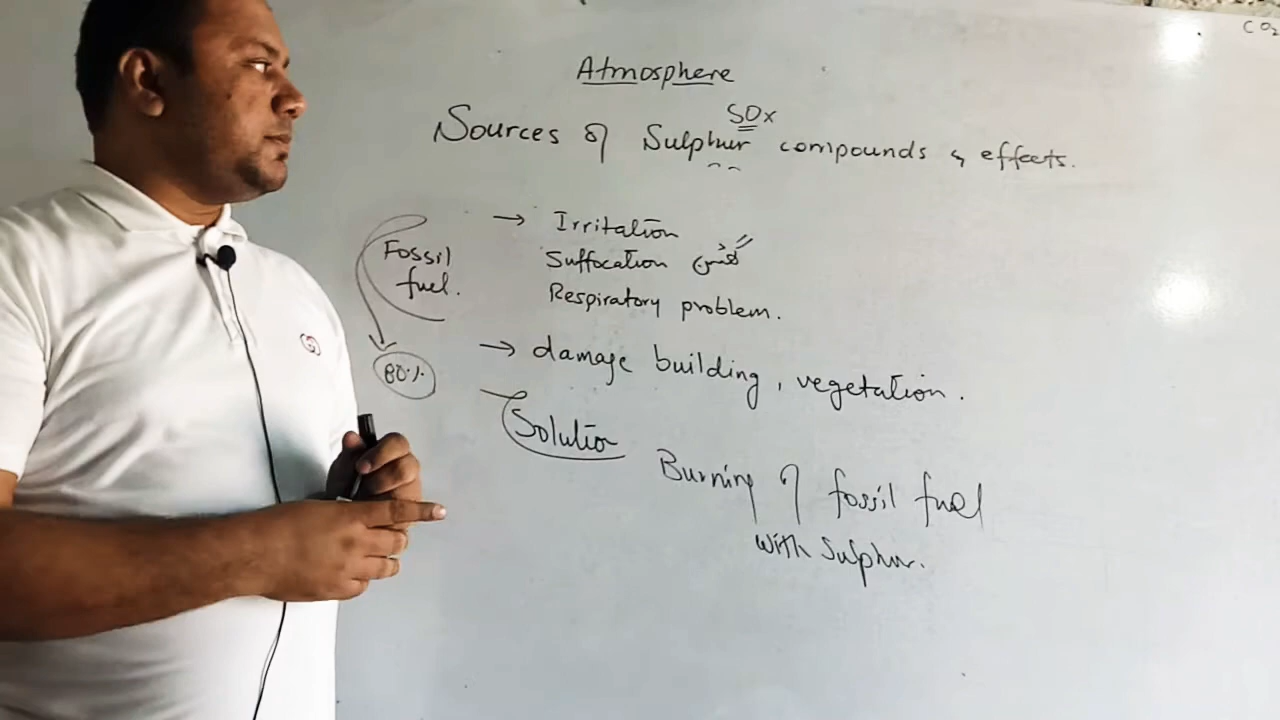 CO₂
Atmosphere
SOx
Sources of Sulphur compounds & effects.
Fossil
fuel.
80%
→ Irritation
Suffocation
Respiratory problem.
→ damage building, vegetation.
Solution
Burning of fossil fuel
with Sulphur.